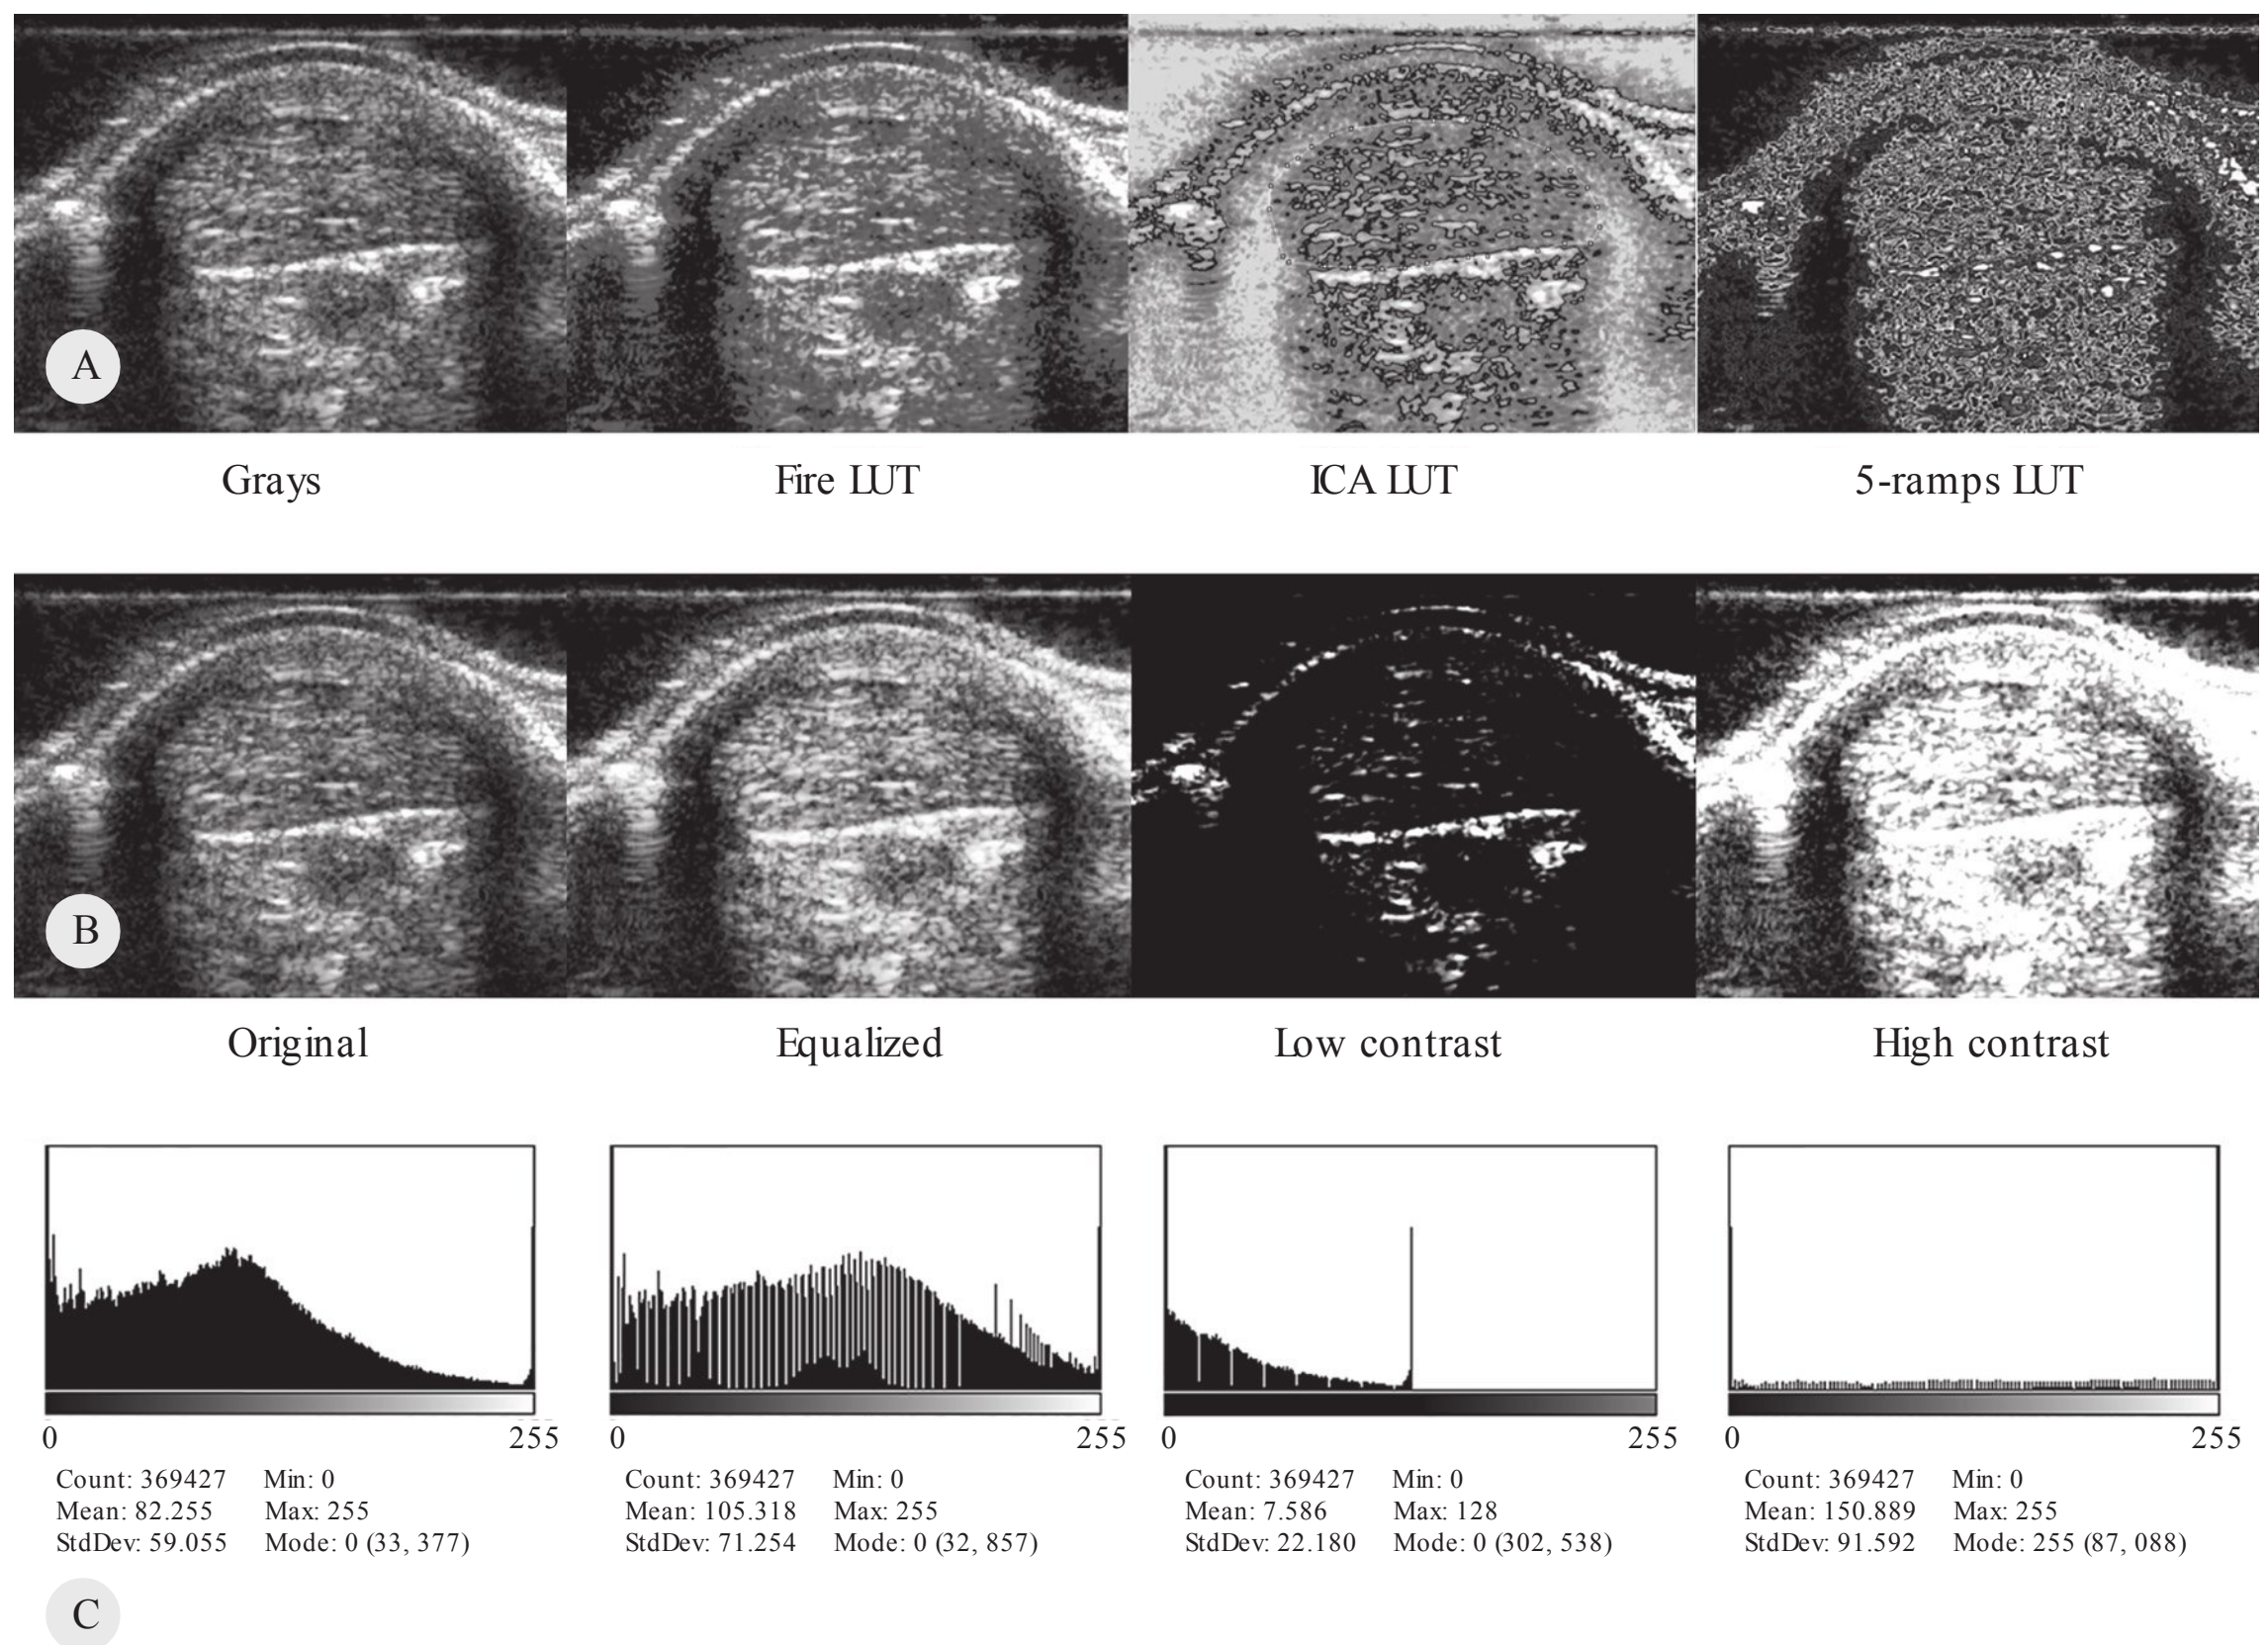 A
Grays Fire LUT ICA LUT 5-ramps LUT
B
Original Equalized Low contrast High contrast
0 255 0 255 0 255 0 255
Count: 369427 Min: 0 Count: 369427 Min: 0 Count: 369427 Min: 0 Count: 369427 Min: 0
Mean: 82.255 Max: 255 Mean: 105.318 Max: 255 Mean: 7.586 Max: 128 Mean: 150.889 Max: 255
StdDev: 59.055 Mode: 0 (33, 377) StdDev: 71.254 Mode: 0 (32, 857) StdDev: 22.180 Mode: 0 (302, 538) StdDev: 91.592 Mode: 255 (87, 088)
C